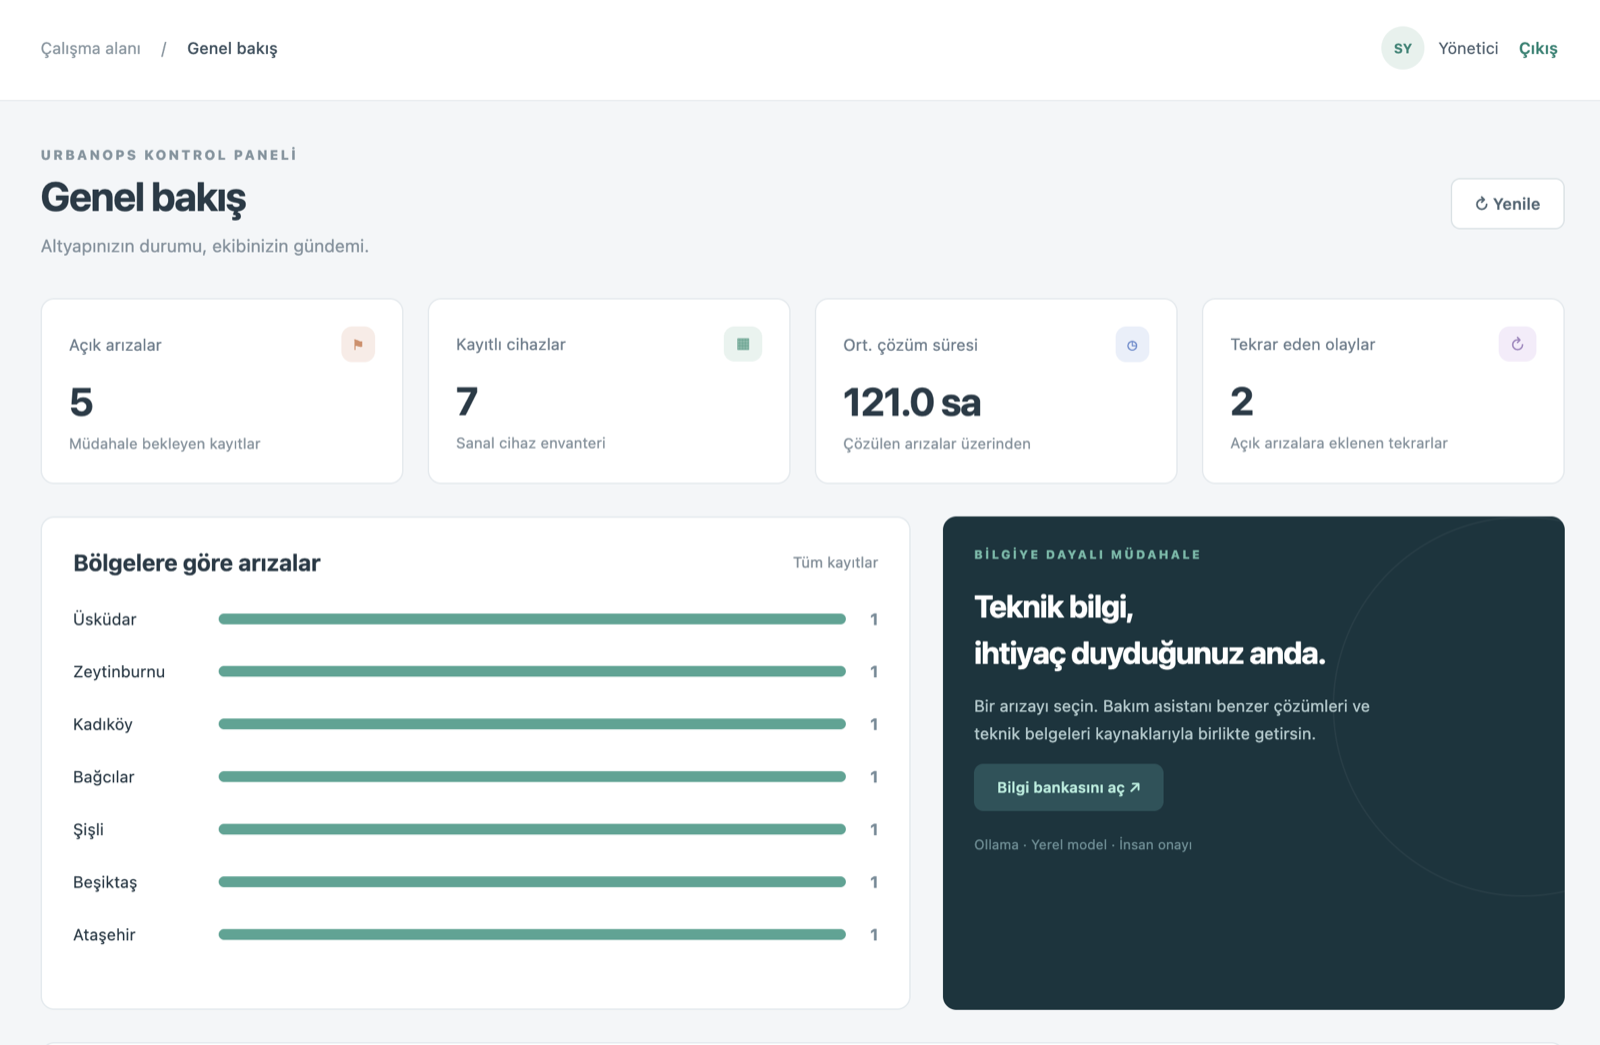 Çalışma alanı / Genel bakış
SY Yönetici Çıkış
URBANOPS KONTROL PANELİ
Genel bakış
Altyapınızın durumu, ekibinizin gündemi.
↻ Yenile
Açık arızalar
5
Müdahale bekleyen kayıtlar
Kayıtlı cihazlar
7
Sanal cihaz envanteri
Ort. çözüm süresi
121.0 sa
Çözülen arızalar üzerinden
Tekrar eden olaylar
2
Açık arızalara eklenen tekrarlar
Bölgelere göre arızalar
Tüm kayıtlar
Üsküdar 1
Zeytinburnu 1
Kadıköy 1
Bağcılar 1
Şişli 1
Beşiktaş 1
Ataşehir 1
BİLGİYE DAYALI MÜDAHALE
Teknik bilgi,
ihtiyaç duyduğunuz anda.
Bir arızayı seçin. Bakım asistanı benzer çözümleri ve
teknik belgeleri kaynaklarıyla birlikte getirsin.
Bilgi bankasını aç ↗
Ollama · Yerel model · İnsan onayı